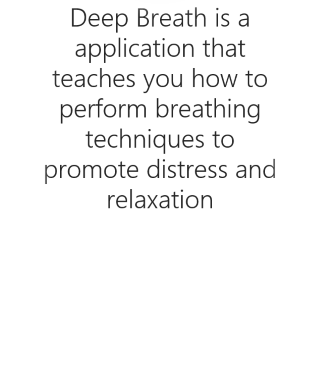 Deep Breath is a
application that
teaches you how to
perform breathing
techniques to
promote distress and
relaxation